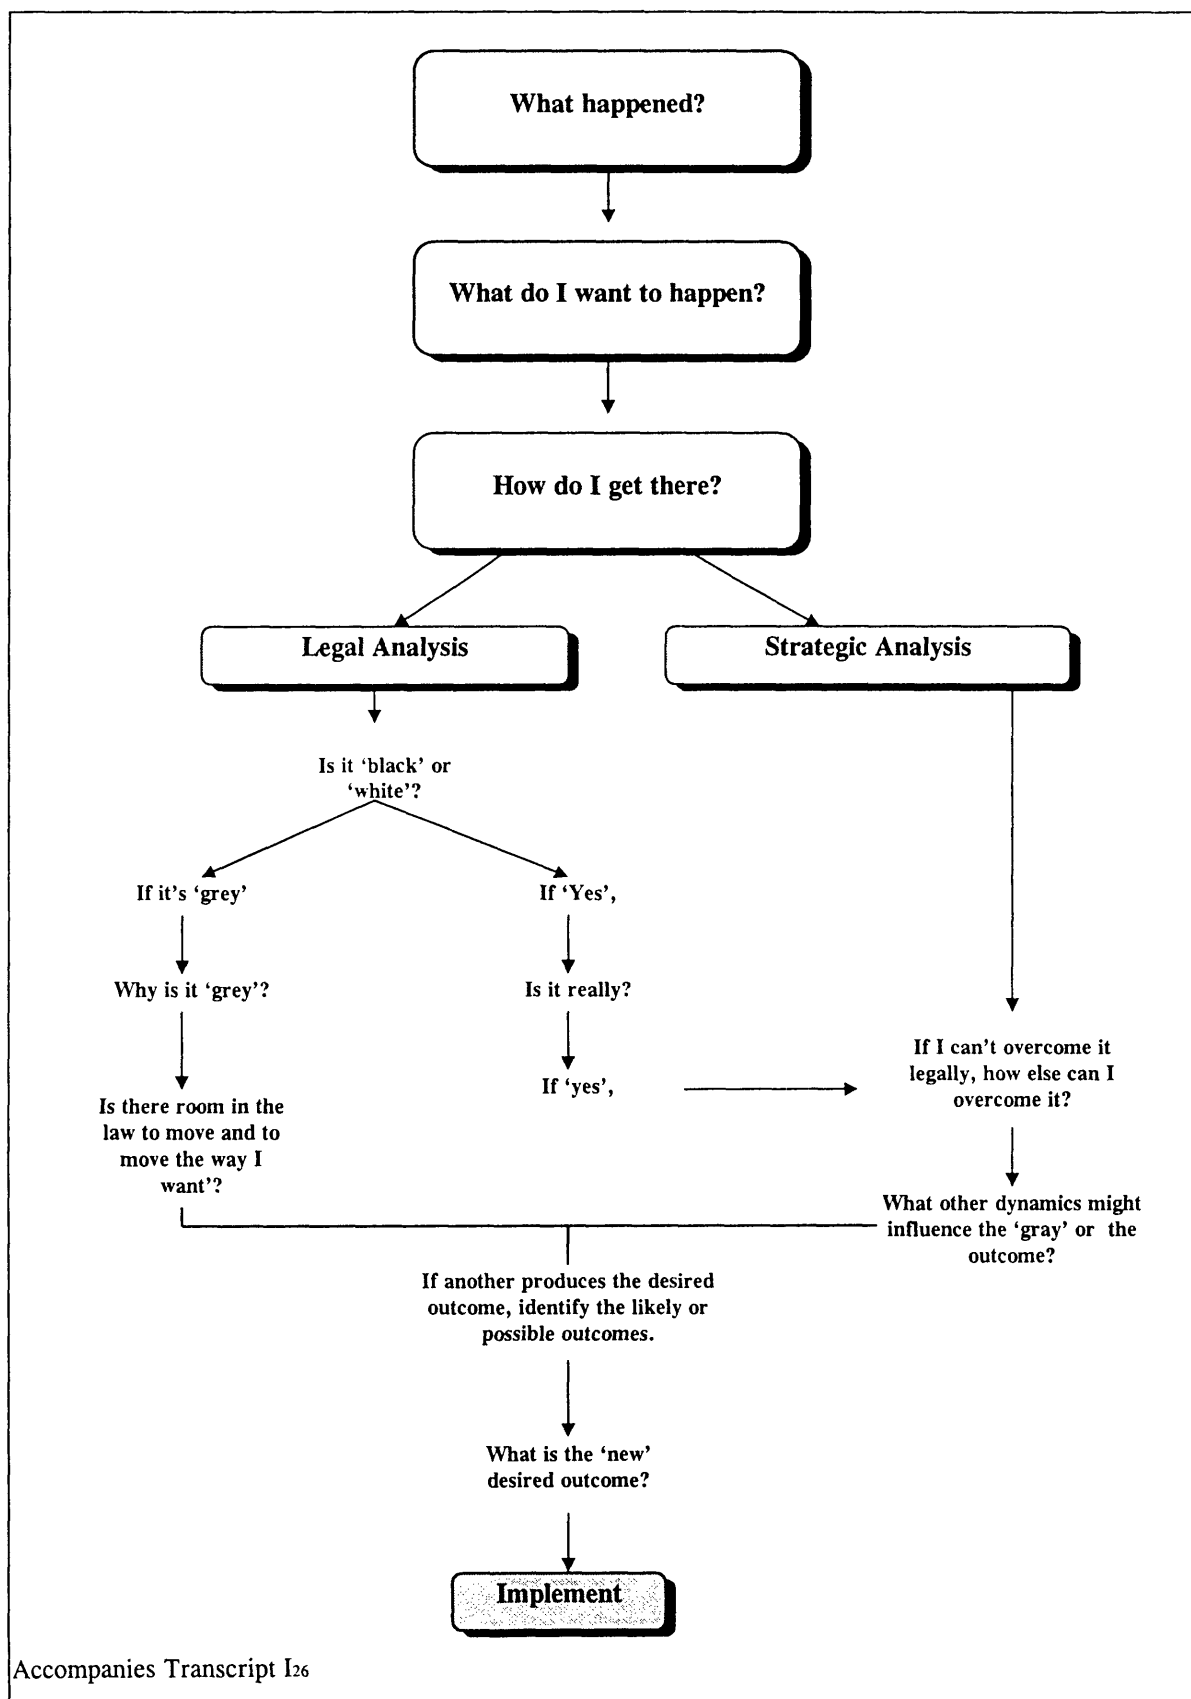 What happened?
What do I want to happen?
How do I get there?
Legal Analysis
Strategic Analysis
Is it ‘black’ or
‘white’?
If it's ‘grey’
If ‘Yes’,
Why is it ‘grey’?
Is it really?
If ‘yes’,
If I can't overcome it
legally, how else can I
overcome it?
Is there room in the
law to move and to
move the way I
want’?
What other dynamics might
influence the ‘gray’ or the
outcome?
If another produces the desired
outcome, identify the likely or
possible outcomes.
What is the ‘new’
desired outcome?
Implement
Accompanies Transcript I26